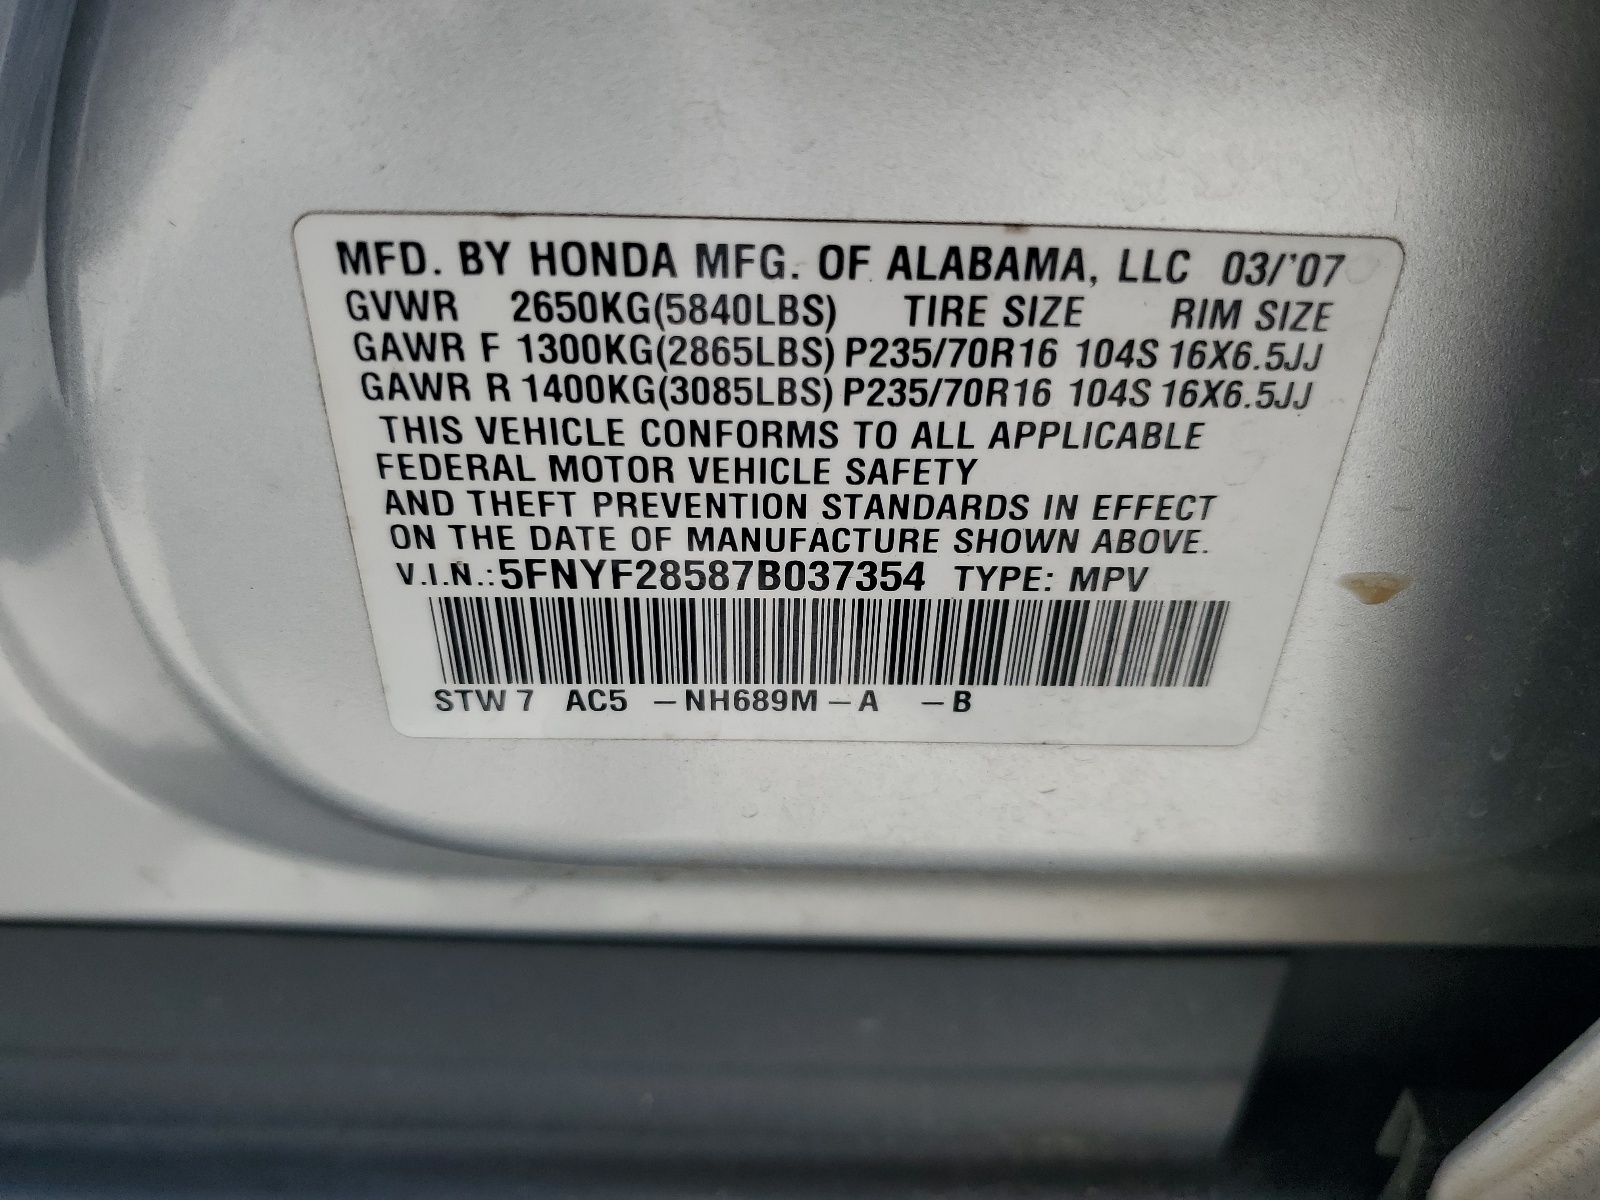 MFD. BY HONDA MFG. OF ALABAMA, LLC 03/'07
GVWR 2650KG(5840LBS) TIRE SIZE RIM SIZE
GAWR F 1300KG(2865LBS) P235/70R16 104S 16X6.5JJ
GAWR R 1400KG(3085LBS) P235/70R16 104S 16X6.5JJ
THIS VEHICLE CONFORMS TO ALL APPLICABLE
FEDERAL MOTOR VEHICLE SAFETY
AND THEFT PREVENTION STANDARDS IN EFFECT
ON THE DATE OF MANUFACTURE SHOWN ABOVE.
V.I.N.: 5FNYF28587B037354 TYPE: MPV
STW 7 AC5 - NH689M - A - B